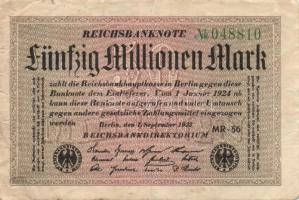 REICHSBANKNOTE
№ 048810
Fünfzig Millionen Mark
zahlt die Reichsbankhauptkasse in Berlin gegen diese
Banknote dem Einlieferer. Vom 1. Januar 1924 ab
kann diese Banknote aufgerufen und unter Umtausch
gegen andere gesetzliche Zahlungsmittel eingezogen
werden
Berlin, den 1. September 1923
REICHSBANKDIREKTORIUM
MR-56